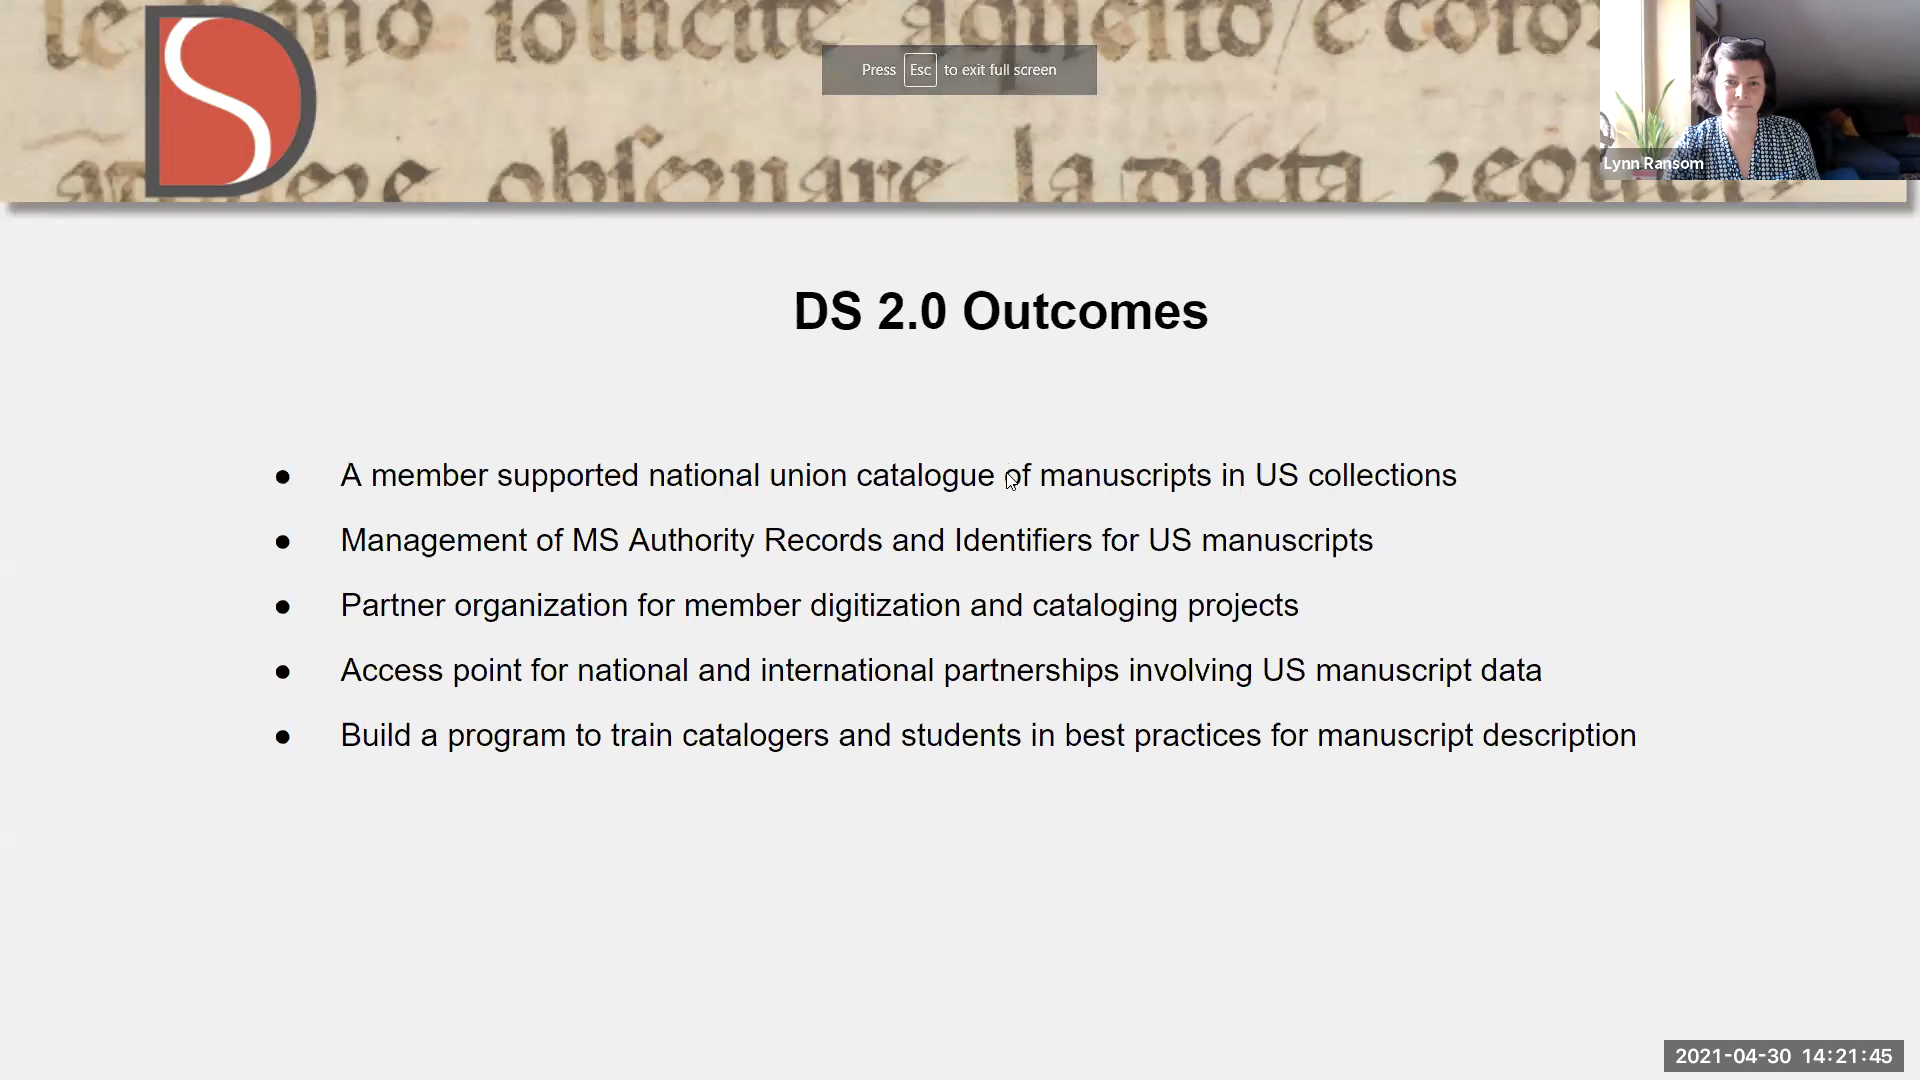 Press Esc to exit full screen
obsequare la dicta
Lynn Ransom
DS 2.0 Outcomes
● A member supported national union catalogue of manuscripts in US collections
● Management of MS Authority Records and Identifiers for US manuscripts
● Partner organization for member digitization and cataloging projects
● Access point for national and international partnerships involving US manuscript data
● Build a program to train catalogers and students in best practices for manuscript description
2021-04-30 14:21:45